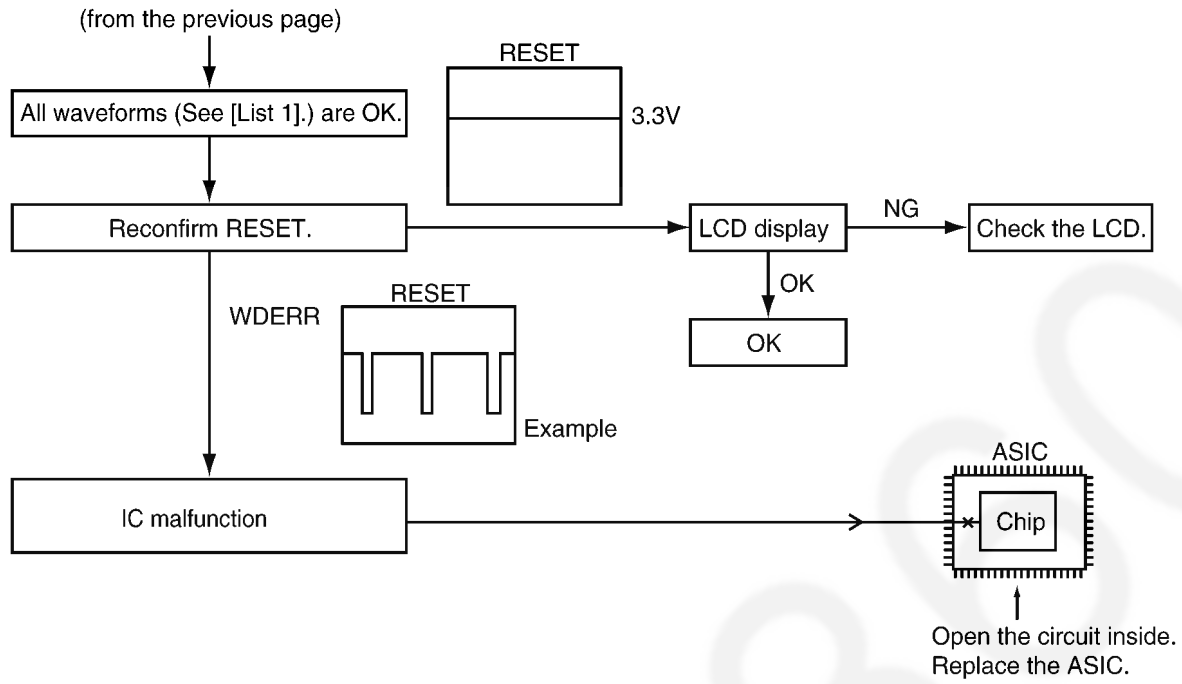 (from the previous page)
RESET
All waveforms (See [List 1].) are OK.
3.3V
Reconfirm RESET.
LCD display
NG
Check the LCD.
OK
OK
WDERR
RESET
Example
IC malfunction
ASIC
Chip
Open the circuit inside.
Replace the ASIC.